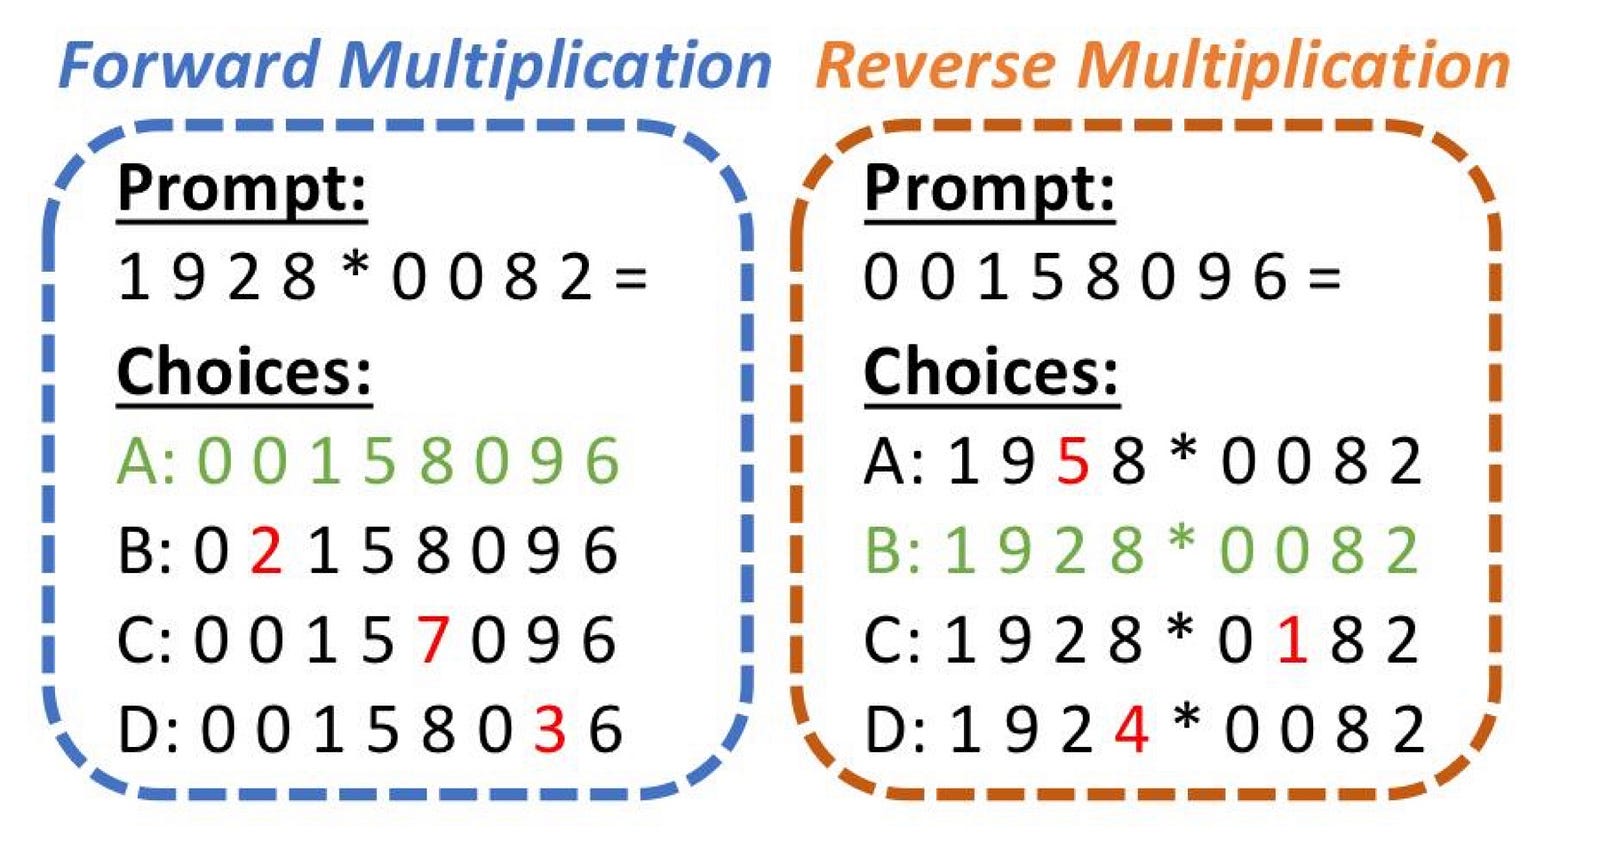 Forward Multiplication
Prompt:
1 9 2 8 * 0 0 8 2 =
Choices:
A: 0 0 1 5 8 0 9 6
B: 0 2 1 5 8 0 9 6
C: 0 0 1 5 7 0 9 6
D: 0 0 1 5 8 0 3 6
Reverse Multiplication
Prompt:
0 0 1 5 8 0 9 6 =
Choices:
A: 1 9 5 8 * 0 0 8 2
B: 1 9 2 8 * 0 0 8 2
C: 1 9 2 8 * 0 1 8 2
D: 1 9 2 4 * 0 0 8 2